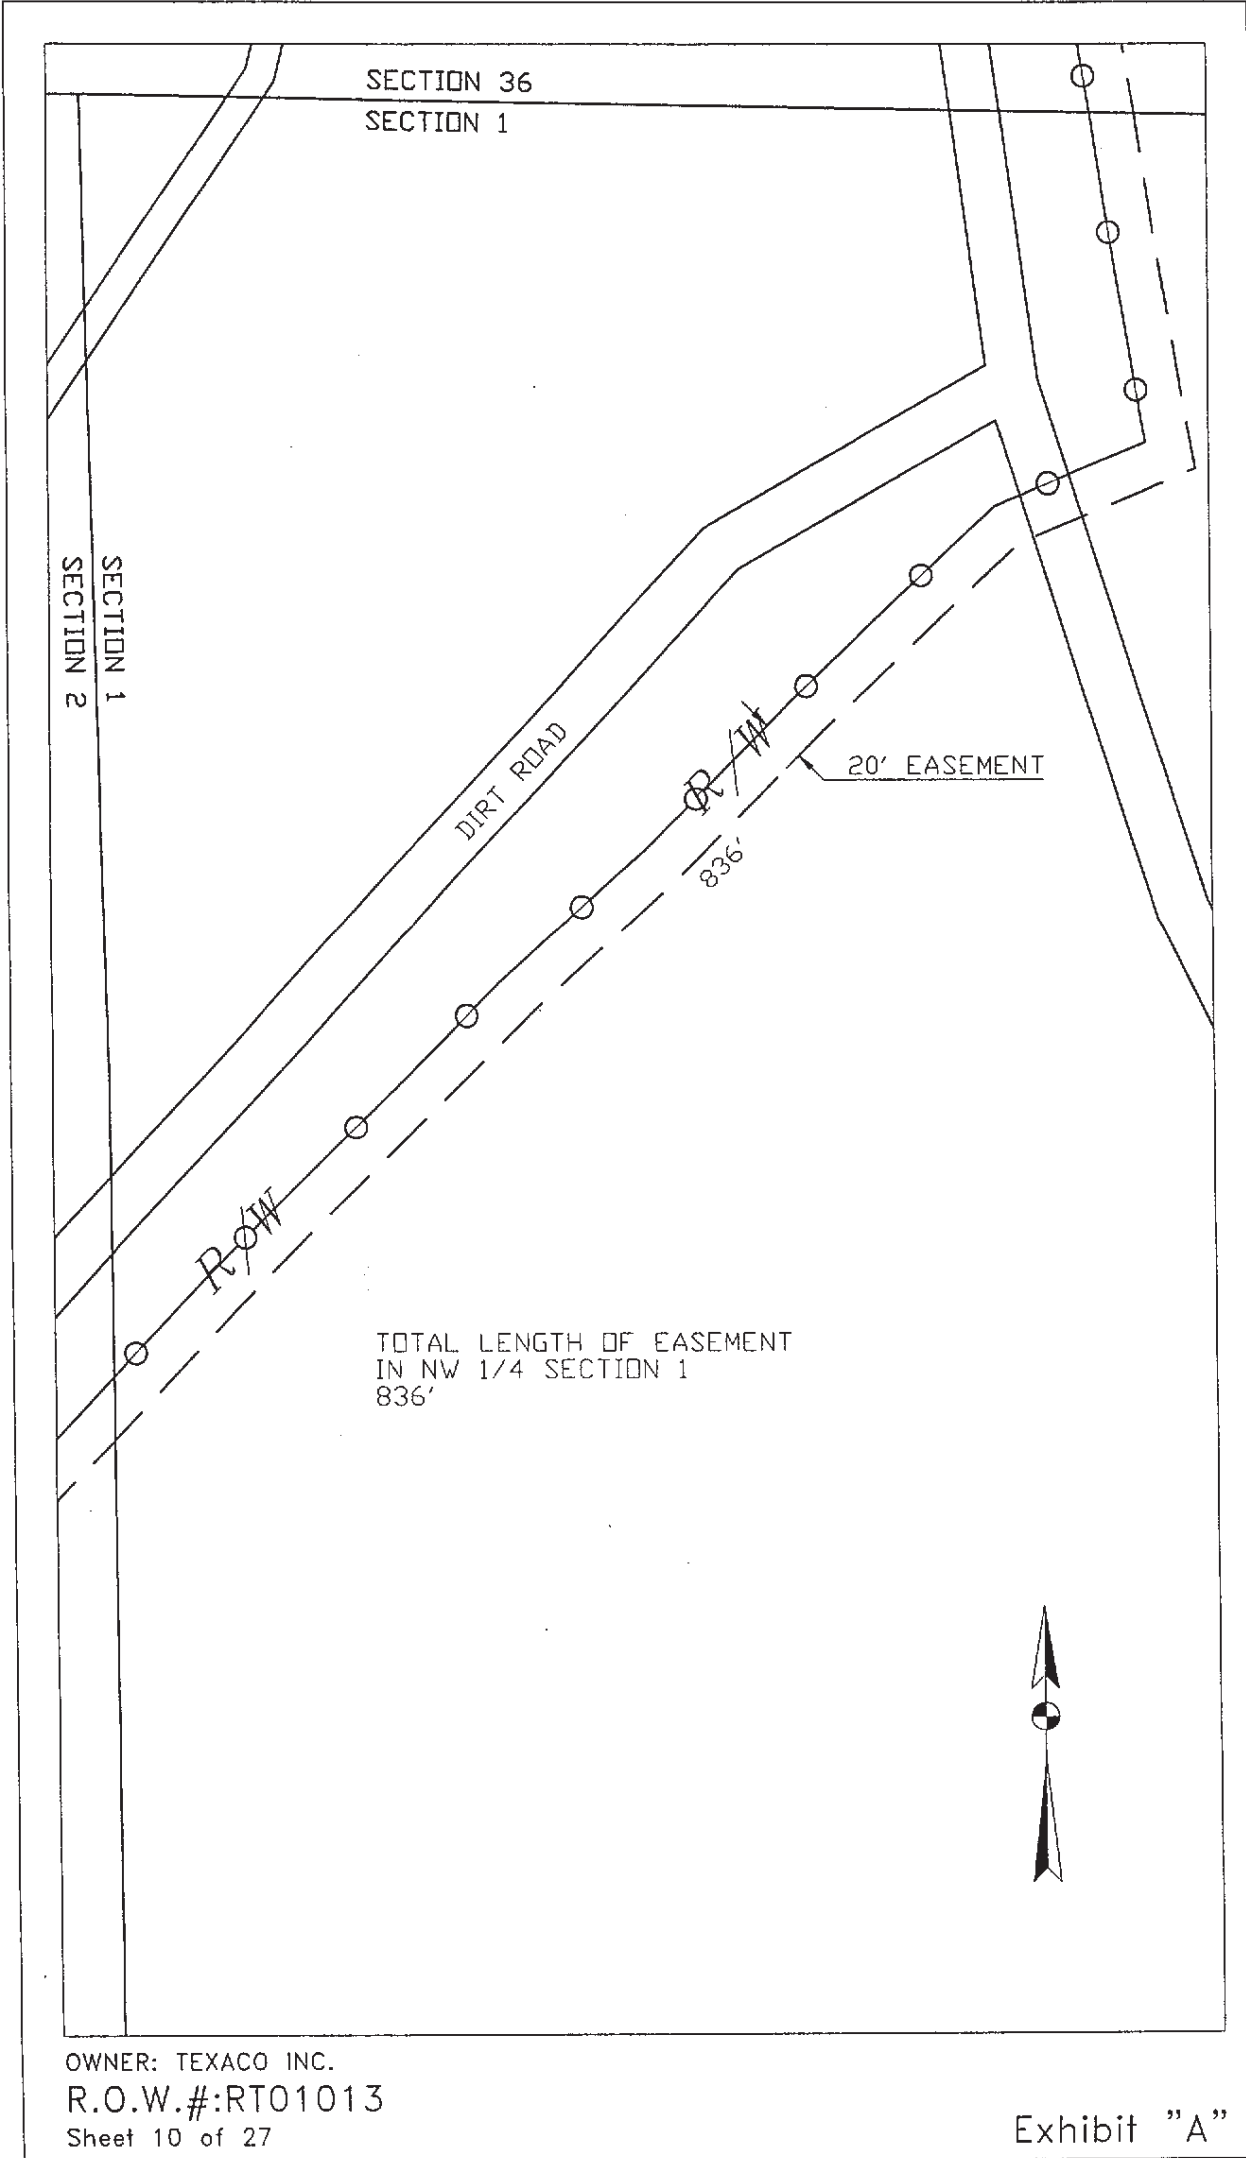 SECTION 36
SECTION 1
SECTION 1
SECTION 2
DIRT ROAD
R/W
20' EASEMENT
836'
R/W
TOTAL LENGTH OF EASEMENT
IN NW 1/4 SECTION 1
836'
OWNER: TEXACO INC.
R.O.W.#:RT01013
Sheet 10 of 27
Exhibit "A"